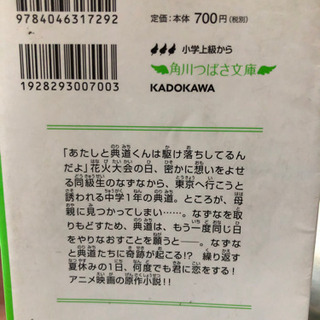 9784046317292
定価：本体700円（税別）
1928293007003
小学上級から
角川つばさ文庫
KADOKAWA
「あたしと典道くんは駆け落ちしてるん
だよ」花火大会の日、密かに想いをよせ
る同級生のなずなから、東京へ行こうと
誘われる中学1年の典道。ところが、母
親に見つかってしまい……。なずなを取
りもどすため、典道は、もう一度同じ日
をやりなおすことを願うと――。なずな
と典道たちに奇跡が起こる!? 繰り返す
夏休みの1日、何度でも君に恋をする！
アニメ映画の原作小説!!